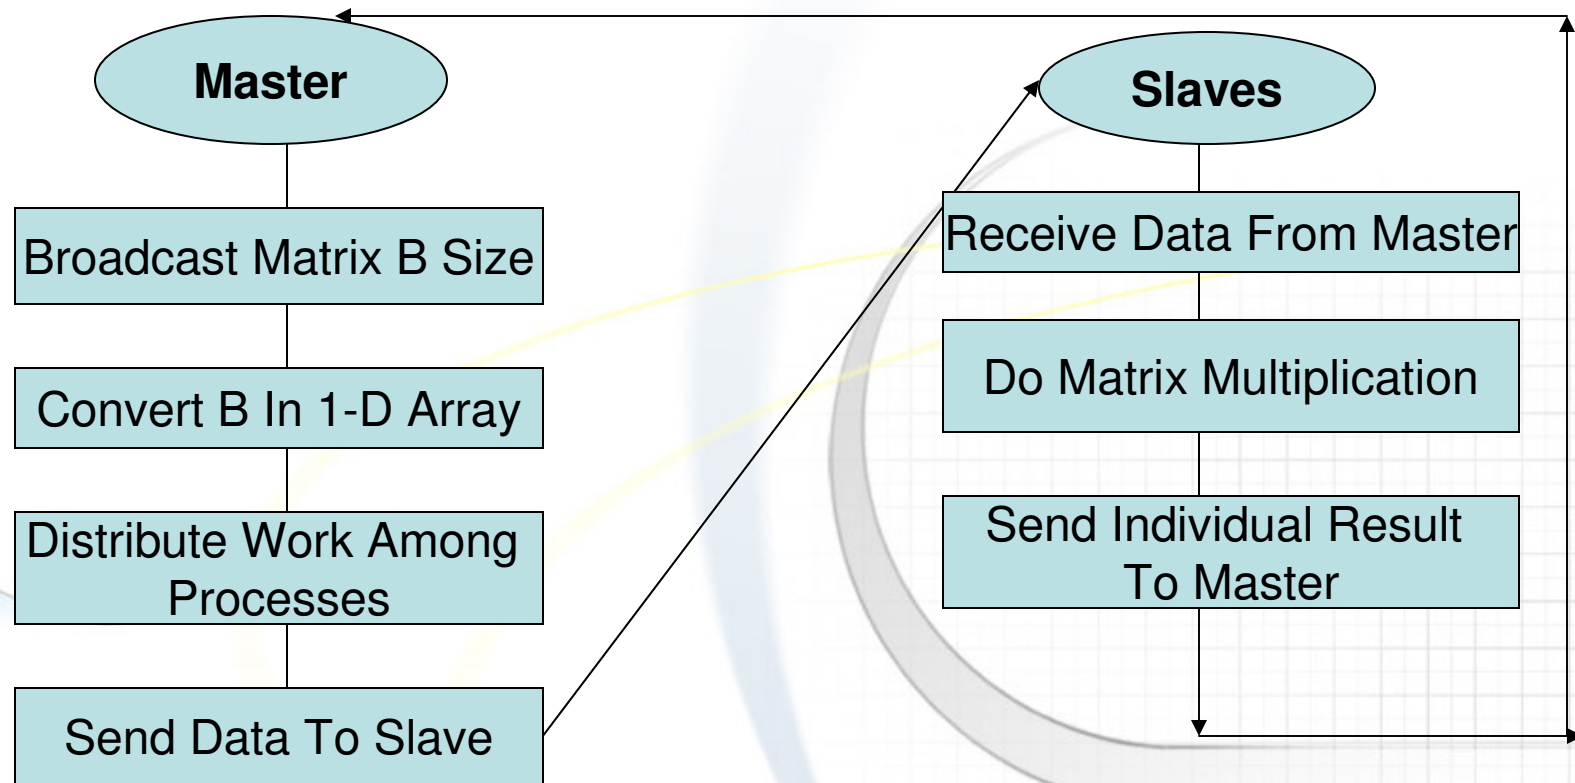 Master
Broadcast Matrix B Size
Convert B In 1-D Array
Distribute Work Among
Processes
Send Data To Slave
Slaves
Receive Data From Master
Do Matrix Multiplication
Send Individual Result
To Master